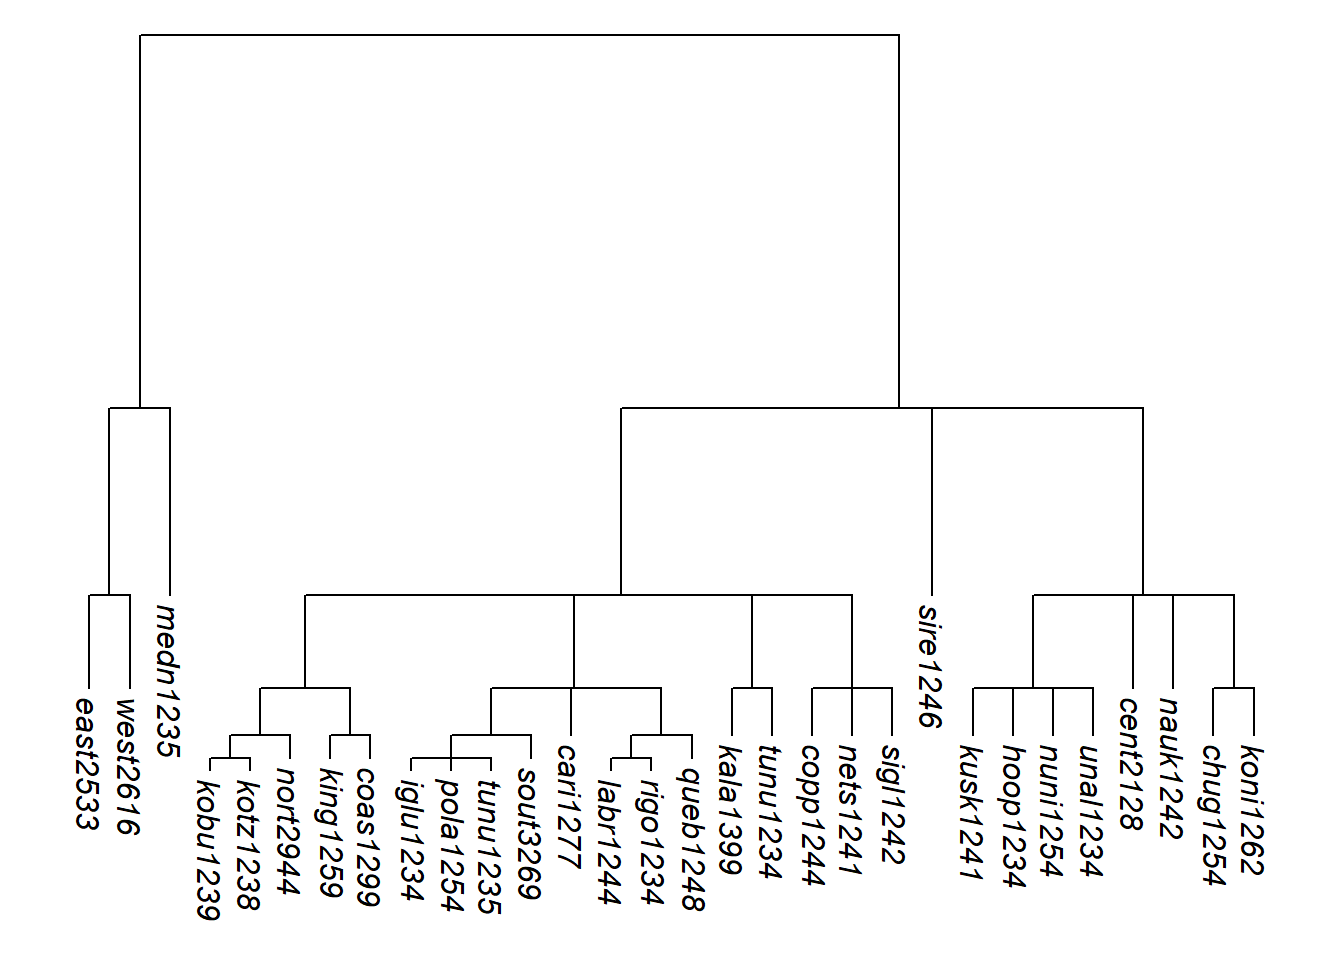 east2533
west2616
medn1235
kobu1239
kotz1238
nort2944
king1259
coas1299
iglu1234
pola1254
tunu1235
sout3269
cari1277
labr1244
rigo1234
queb1248
kala1399
tunu1234
copp1244
nets1241
sigl1242
sire1246
kusk1241
hoop1234
nuni1254
unal1234
cent2128
nauk1242
chug1254
koni1262